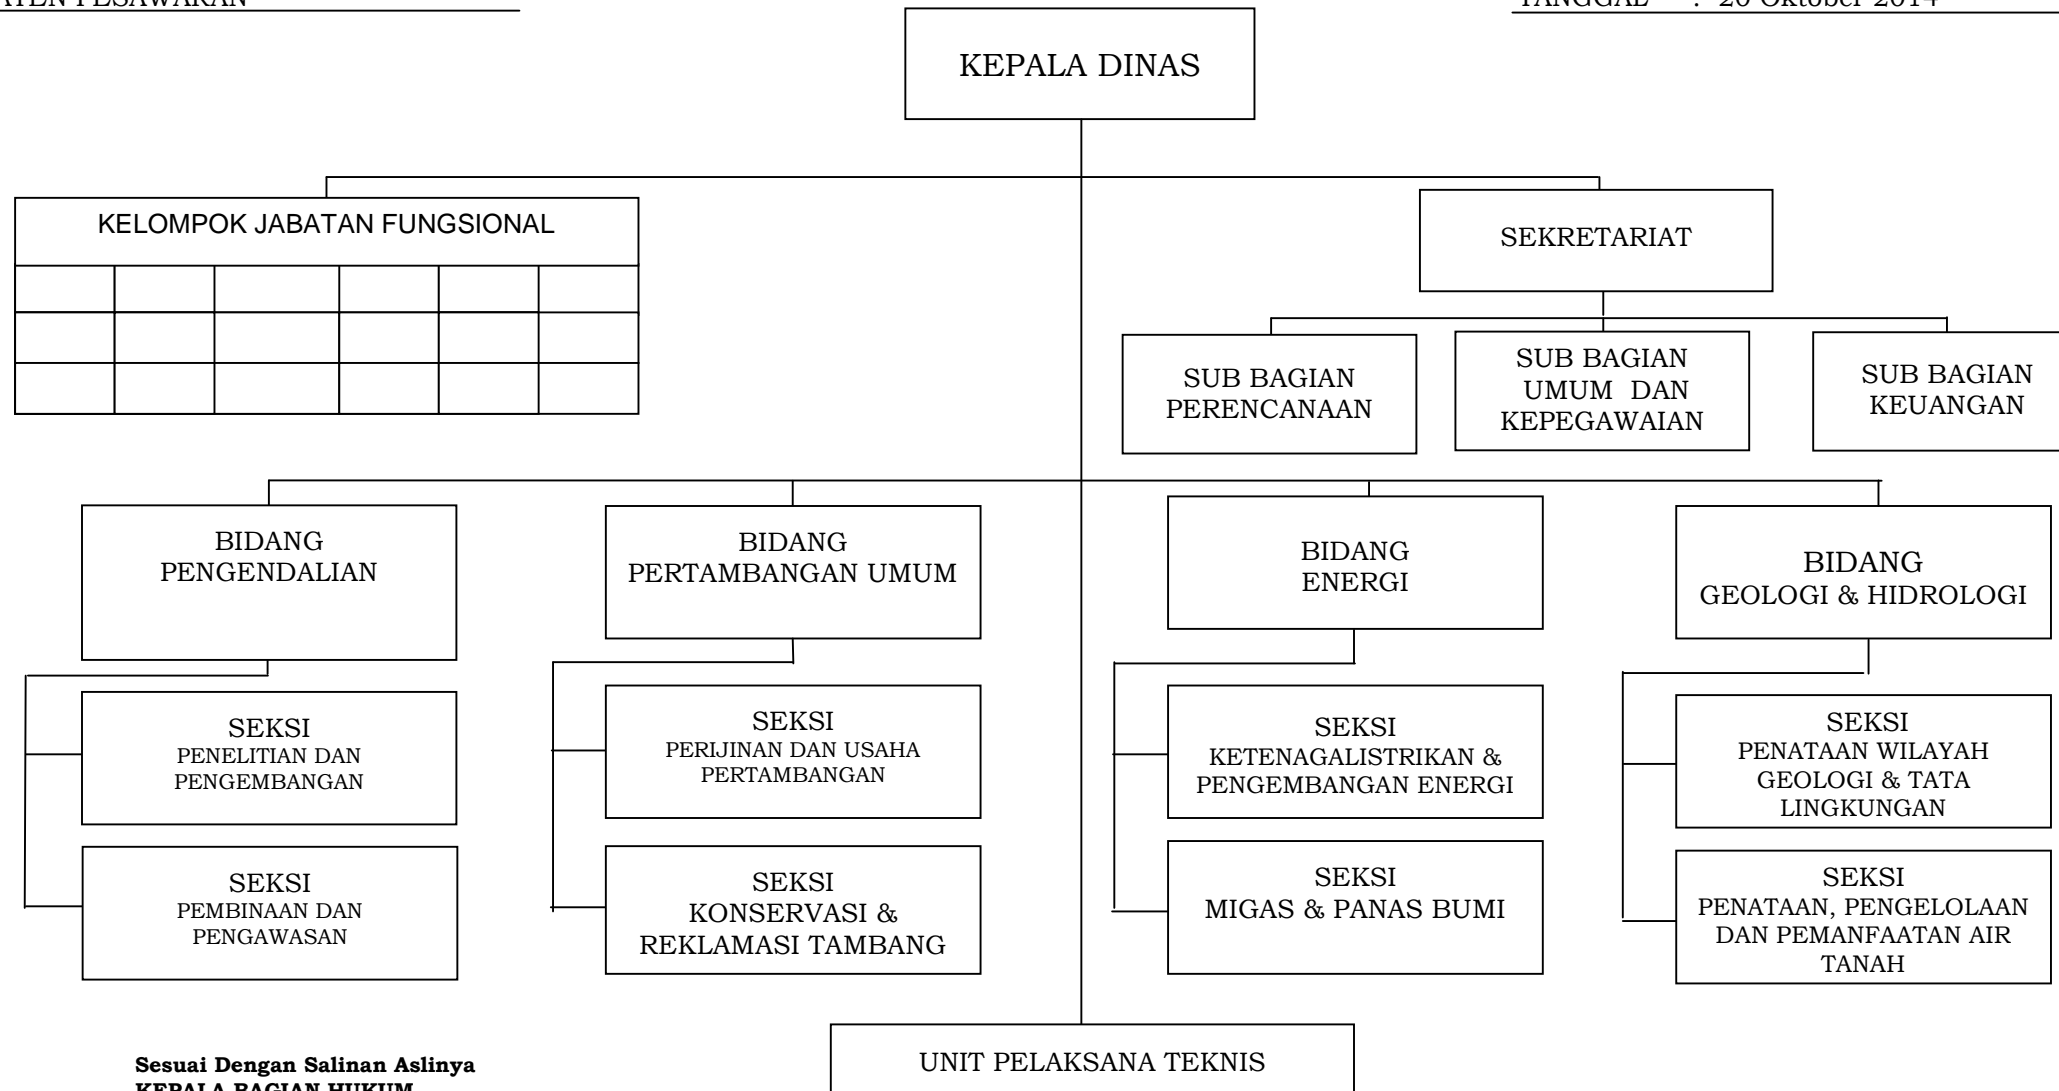 KEPALA DINAS
KELOMPOK JABATAN FUNGSIONAL
SEKRETARIAT
SUB BAGIAN
PERENCANAAN
SUB BAGIAN
UMUM DAN
KEPEGAWAIAN
SUB BAGIAN
KEUANGAN
BIDANG
PENGENDALIAN
BIDANG
PERTAMBANGAN UMUM
BIDANG
ENERGI
BIDANG
GEOLOGI & HIDROLOGI
SEKSI
PENELITIAN DAN
PENGEMBANGAN
SEKSI
PERIJINAN DAN USAHA
PERTAMBANGAN
SEKSI
KETENAGALISTRIKAN &
PENGEMBANGAN ENERGI
SEKSI
PENATAAN WILAYAH
GEOLOGI & TATA
LINGKUNGAN
SEKSI
PEMBINAAN DAN
PENGAWASAN
SEKSI
KONSERVASI &
REKLAMASI TAMBANG
SEKSI
MIGAS & PANAS BUMI
SEKSI
PENATAAN, PENGELOLAAN
DAN PEMANFAATAN AIR
TANAH
UNIT PELAKSANA TEKNIS
Sesuai Dengan Salinan Aslinya
KEPALA BAGIAN HUKUM